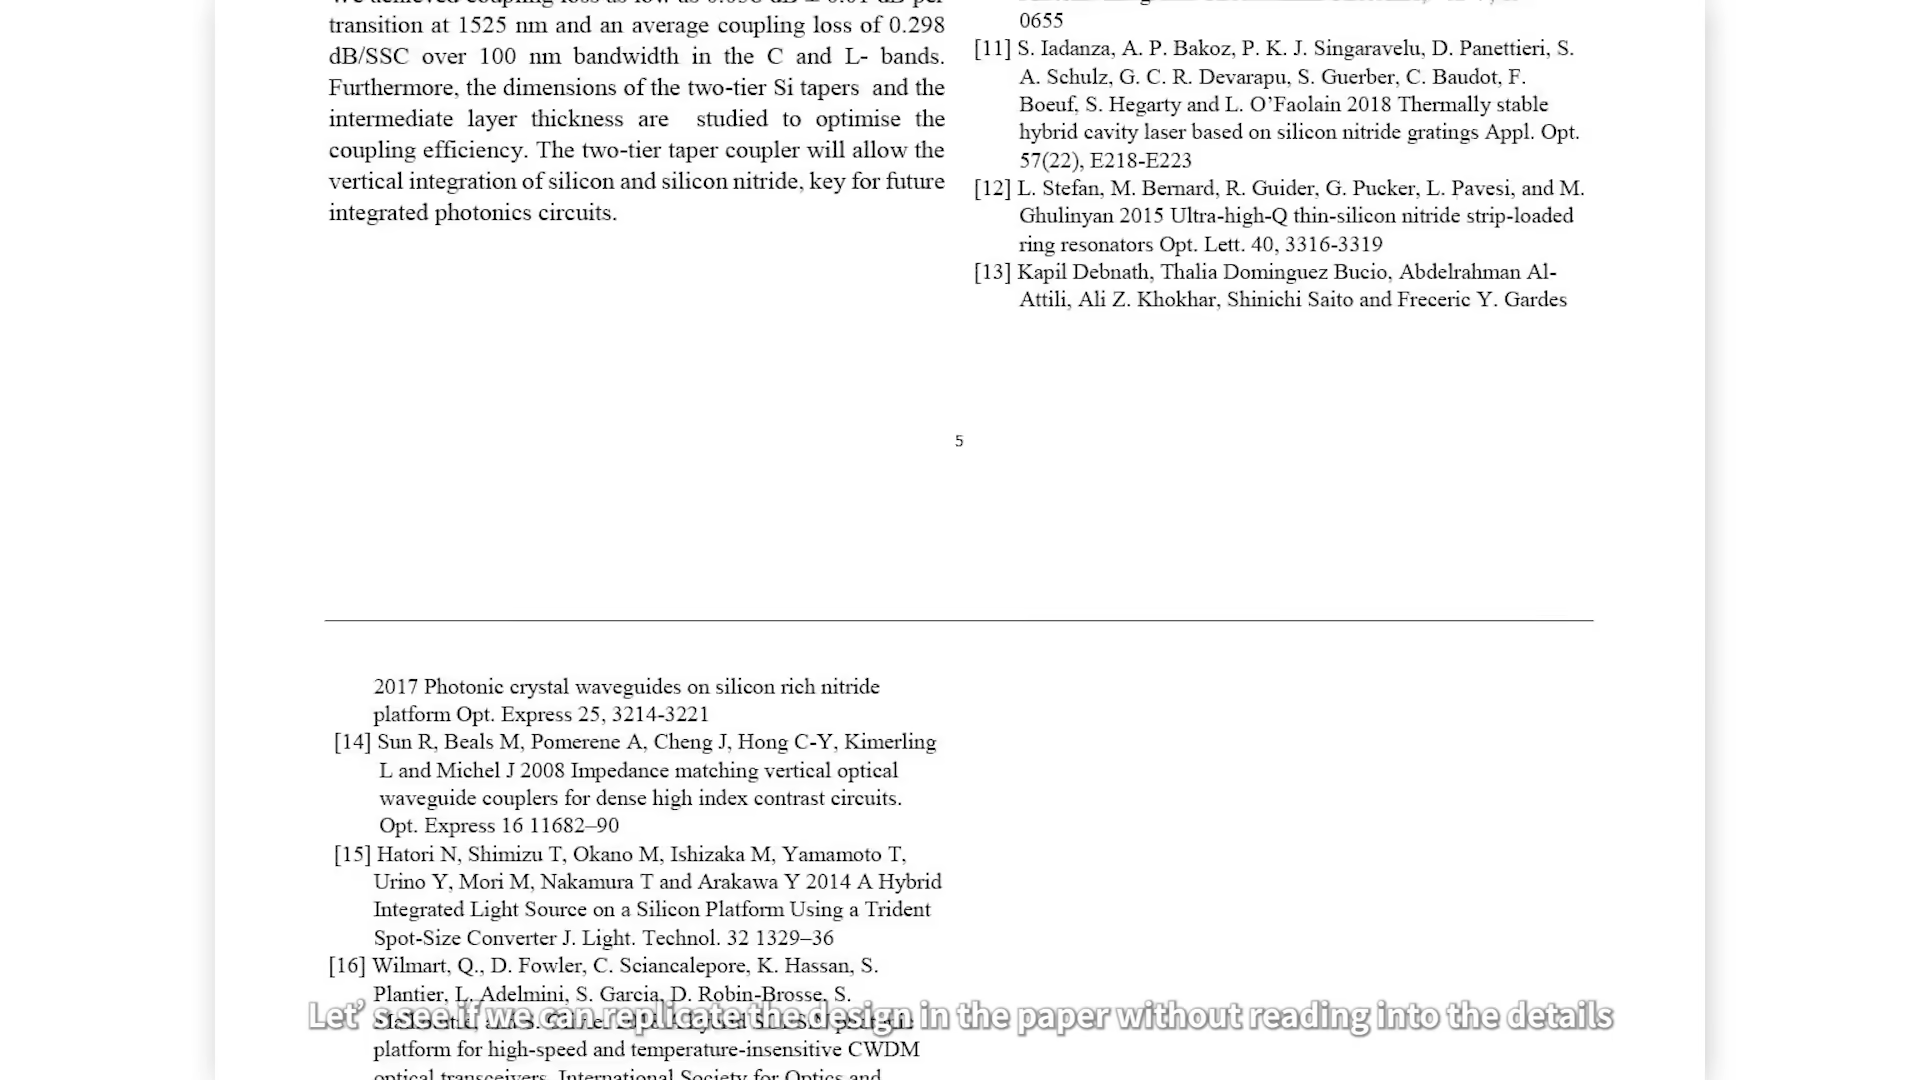 transition at 1525 nm and an average coupling loss of 0.298
dB/SSC over 100 nm bandwidth in the C and L- bands.
Furthermore, the dimensions of the two-tier Si tapers and the
intermediate layer thickness are studied to optimise the
coupling efficiency. The two-tier taper coupler will allow the
vertical integration of silicon and silicon nitride, key for future
integrated photonics circuits.
0655
[11] S. Iadanza, A. P. Bakoz, P. K. J. Singaravelu, D. Panettieri, S.
A. Schulz, G. C. R. Devarapu, S. Guerber, C. Baudot, F.
Boeuf, S. Hegarty and L. O’Faolain 2018 Thermally stable
hybrid cavity laser based on silicon nitride gratings Appl. Opt.
57(22), E218-E223
[12] L. Stefan, M. Bernard, R. Guider, G. Pucker, L. Pavesi, and M.
Ghulinyan 2015 Ultra-high-Q thin-silicon nitride strip-loaded
ring resonators Opt. Lett. 40, 3316-3319
[13] Kapil Debnath, Thalia Dominguez Bucio, Abdelrahman Al-
Attili, Ali Z. Khokhar, Shinichi Saito and Freceric Y. Gardes
5
2017 Photonic crystal waveguides on silicon rich nitride
platform Opt. Express 25, 3214-3221
[14] Sun R, Beals M, Pomerene A, Cheng J, Hong C-Y, Kimerling
L and Michel J 2008 Impedance matching vertical optical
waveguide couplers for dense high index contrast circuits.
Opt. Express 16 11682–90
[15] Hatori N, Shimizu T, Okano M, Ishizaka M, Yamamoto T,
Urino Y, Mori M, Nakamura T and Arakawa Y 2014 A Hybrid
Integrated Light Source on a Silicon Platform Using a Trident
Spot-Size Converter J. Light. Technol. 32 1329–36
[16] Wilmart, Q., D. Fowler, C. Sciancalepore, K. Hassan, S.
Plantier, L. Adelmini, S. Garcia, D. Robin-Brosse, S.
Let’s see if we can replicate the design in the paper without reading into the details
platform for high-speed and temperature-insensitive CWDM
optical transceivers. International Society for Optics and